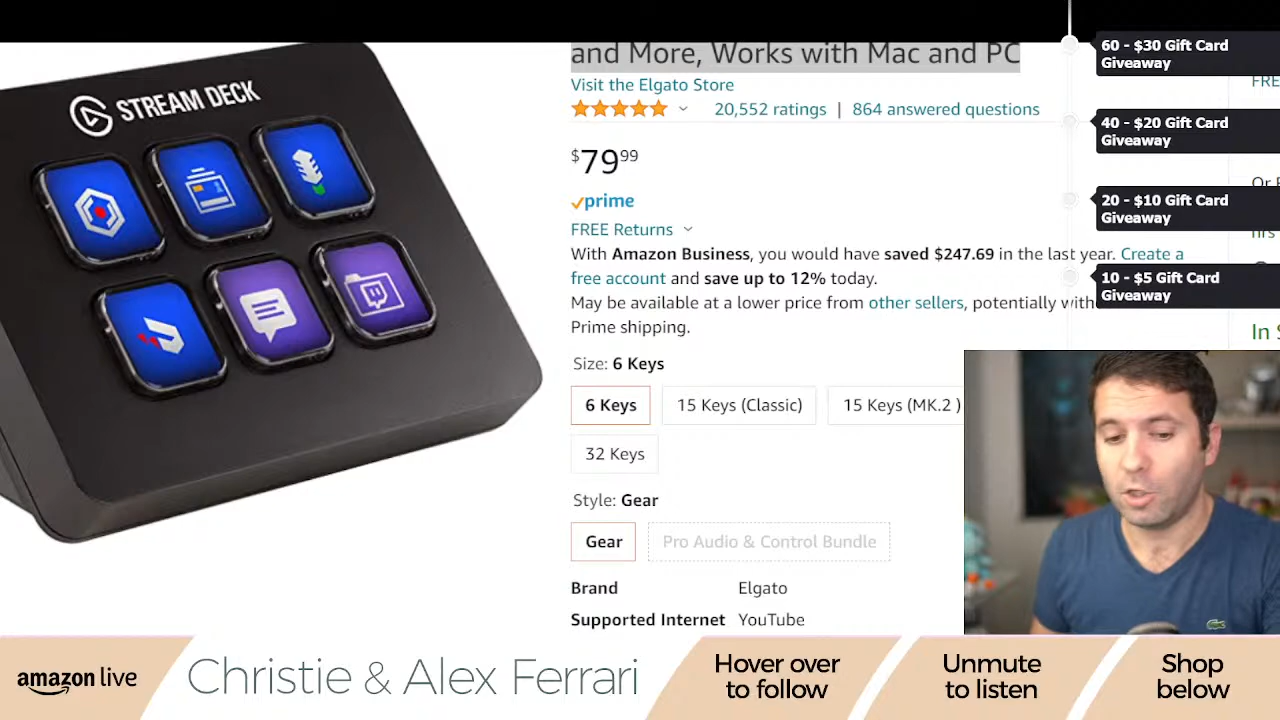 STREAM DECK
and More, Works with Mac and PC
Visit the Elgato Store
20,552 ratings | 864 answered questions
$79.99
prime
FREE Returns
With Amazon Business, you would have saved $247.69 in the last year. Create a
free account and save up to 12% today.
May be available at a lower price from other sellers, potentially with
Prime shipping.
Size: 6 Keys
6 Keys
15 Keys (Classic)
15 Keys (MK.2 )
32 Keys
Style: Gear
Gear
Pro Audio & Control Bundle
Brand Elgato
Supported Internet YouTube
60 - $30 Gift Card
Giveaway
40 - $20 Gift Card
Giveaway
20 - $10 Gift Card
Giveaway
10 - $5 Gift Card
Giveaway
amazon live
Christie & Alex Ferrari
Hover over
to follow
Unmute
to listen
Shop
below